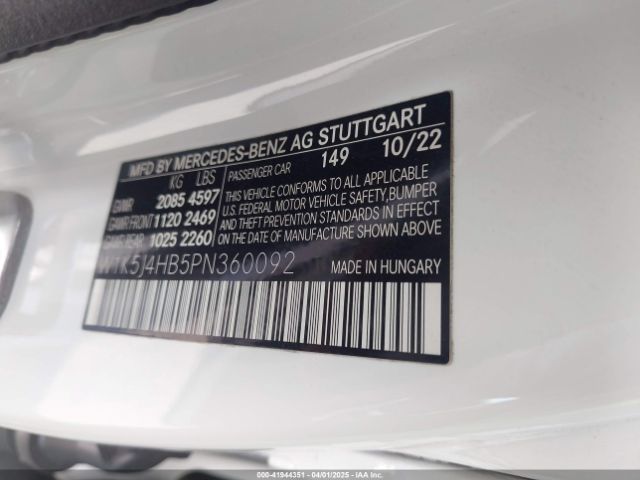 MFD BY MERCEDES-BENZ AG STUTTGART
PASSENGER CAR 149 10/22
KG LBS
GVWR 2085 4597
GAWR FRONT 1120 2469
GAWR REAR 1025 2260
THIS VEHICLE CONFORMS TO ALL APPLICABLE
U.S. FEDERAL MOTOR VEHICLE SAFETY, BUMPER
AND THEFT PREVENTION STANDARDS IN EFFECT
ON THE DATE OF MANUFACTURE SHOWN ABOVE
W1K5J4HB5PN360092 MADE IN HUNGARY
000-41944351 - 04/01/2025 - IAA Inc.